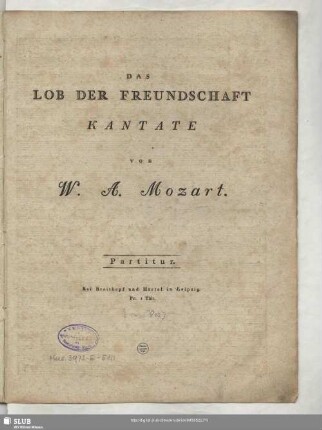 DAS
LOB DER FREUNDSCHAFT
KANTATE
VON
W. A. Mozart.
Partitur.
Bei Breitkopf und Härtel in Leipzig.
Pr. 1 Thlr.
SLUB